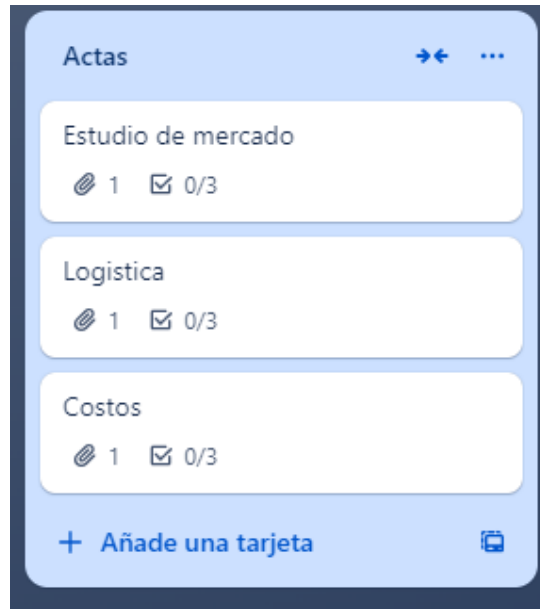 Actas
Estudio de mercado
1 0/3
Logistica
1 0/3
Costos
1 0/3
Añade una tarjeta